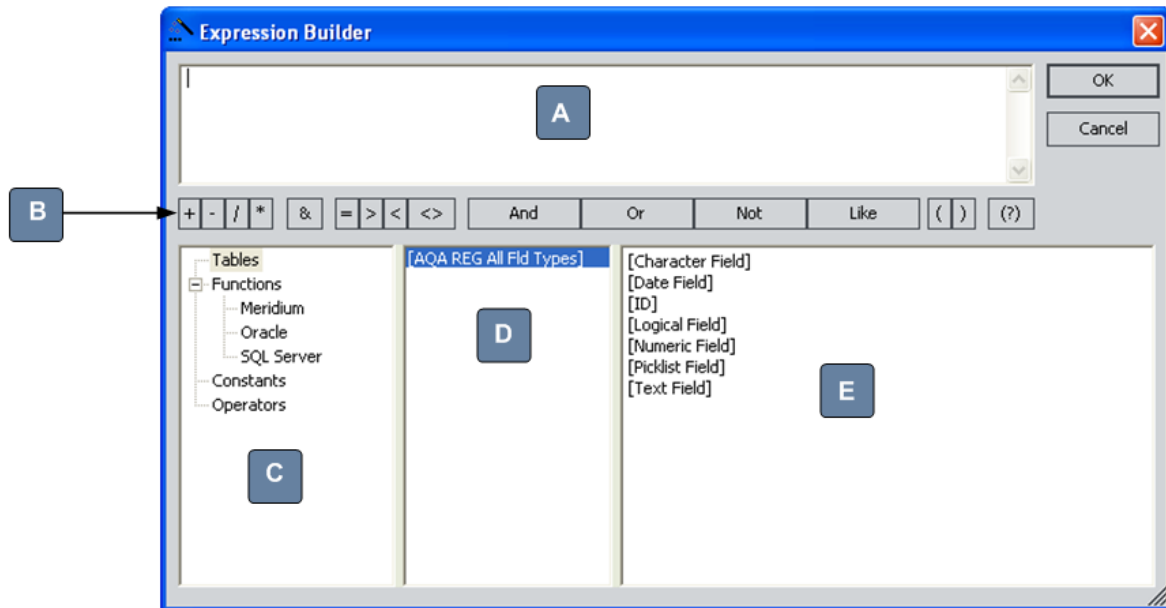 Expression Builder
A
OK
Cancel
B
+ - / * & = > < <> And Or Not Like ( ) (?)
Tables
Functions
Meridium
Oracle
SQL Server
Constants
Operators
C
[AQA REG All Fld Types]
D
[Character Field]
[Date Field]
[ID]
[Logical Field]
[Numeric Field]
[Picklist Field]
[Text Field]
E